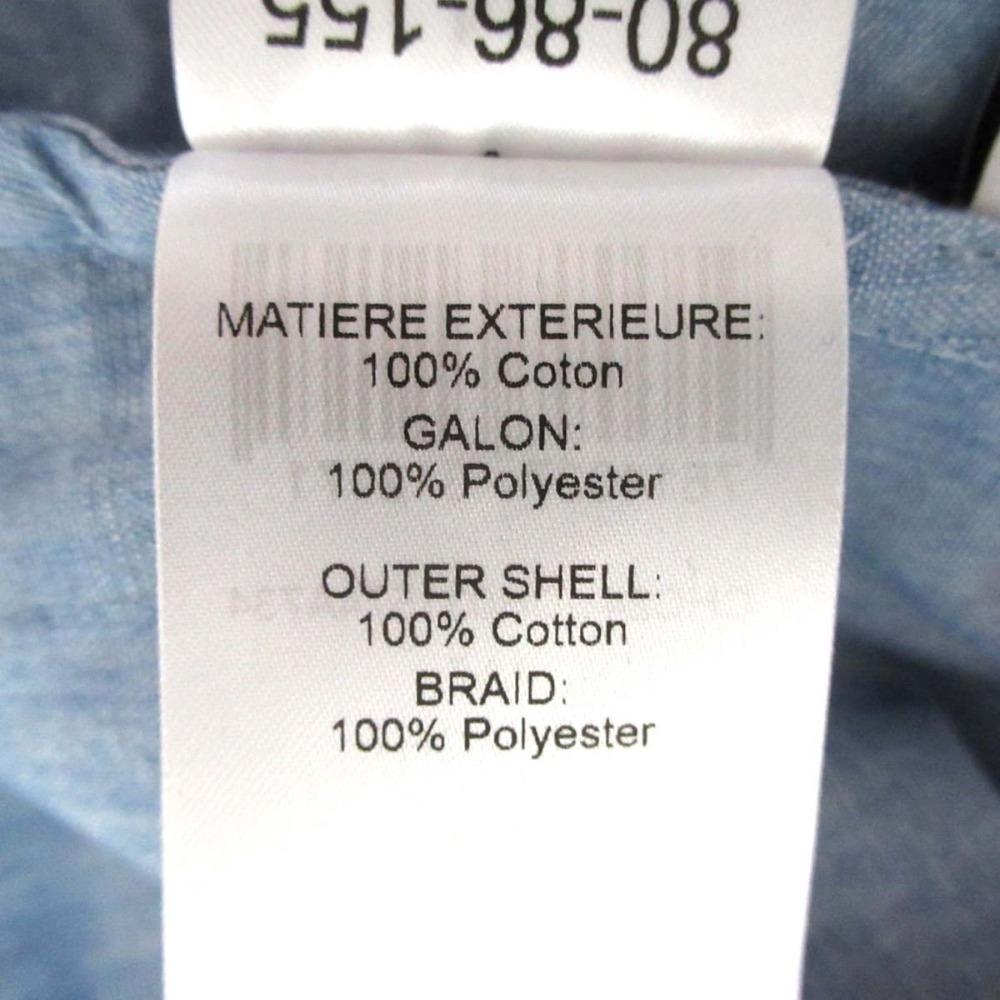 80-86-155
MATIERE EXTERIEURE:
100% Coton
GALON:
100% Polyester
OUTER SHELL:
100% Cotton
BRAID:
100% Polyester